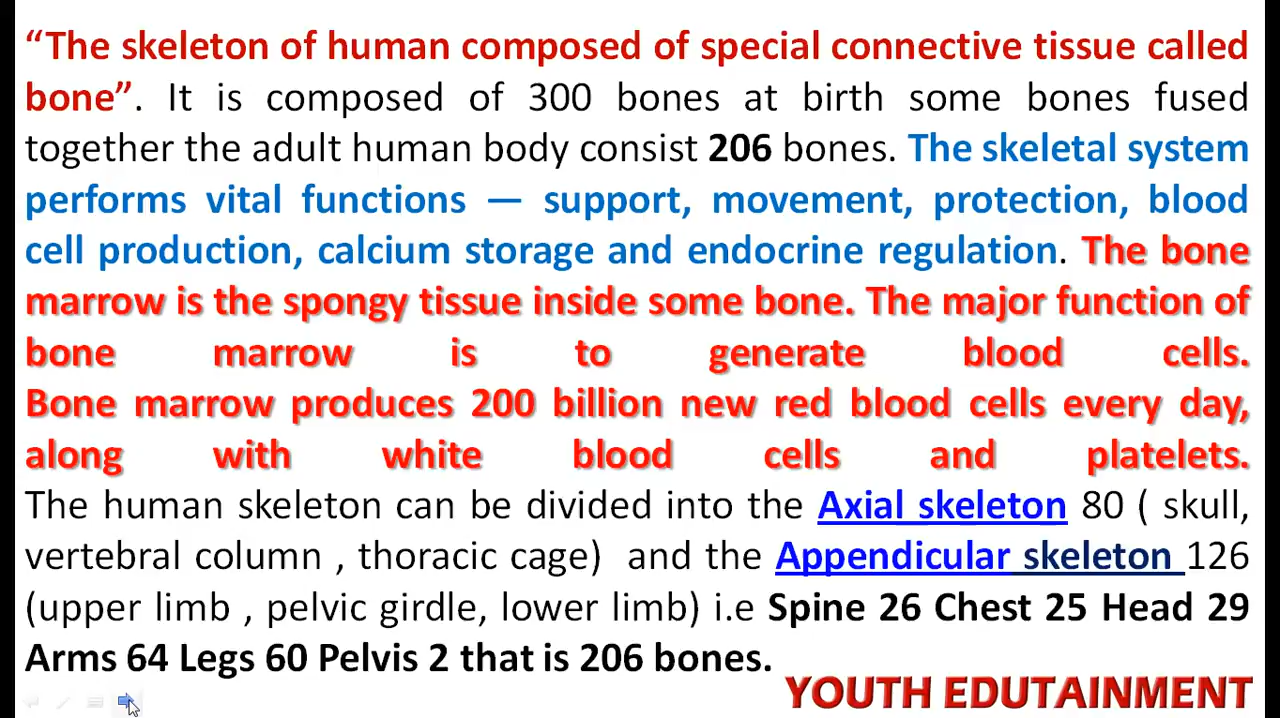 “The skeleton of human composed of special connective tissue called
bone”. It is composed of 300 bones at birth some bones fused
together the adult human body consist 206 bones. The skeletal system
performs vital functions — support, movement, protection, blood
cell production, calcium storage and endocrine regulation. The bone
marrow is the spongy tissue inside some bone. The major function of
bone marrow is to generate blood cells.
Bone marrow produces 200 billion new red blood cells every day,
along with white blood cells and platelets.
The human skeleton can be divided into the Axial skeleton 80 ( skull,
vertebral column , thoracic cage) and the Appendicular skeleton 126
(upper limb , pelvic girdle, lower limb) i.e Spine 26 Chest 25 Head 29
Arms 64 Legs 60 Pelvis 2 that is 206 bones.
YOUTH EDUTAINMENT